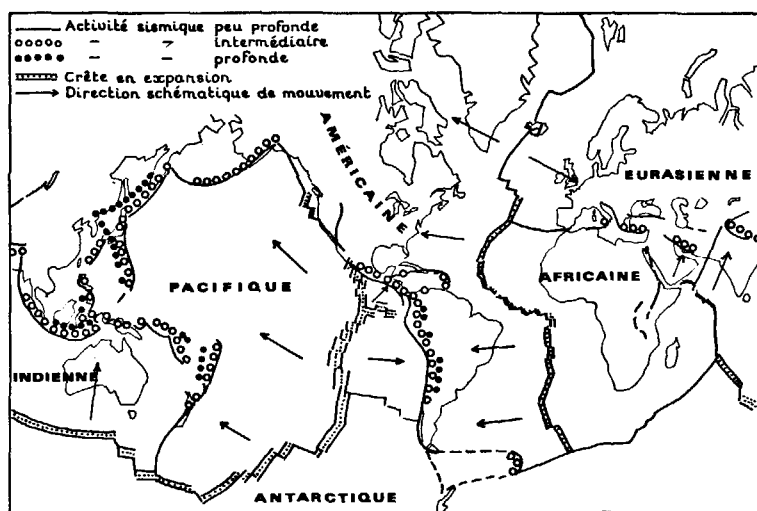 Activité sismique peu profonde
– – intermédiaire
– – profonde
Crête en expansion
Direction schématique de mouvement
AMÉRICAINE
EURASIENNE
AFRICAINE
PACIFIQUE
INDIENNE
ANTARCTIQUE